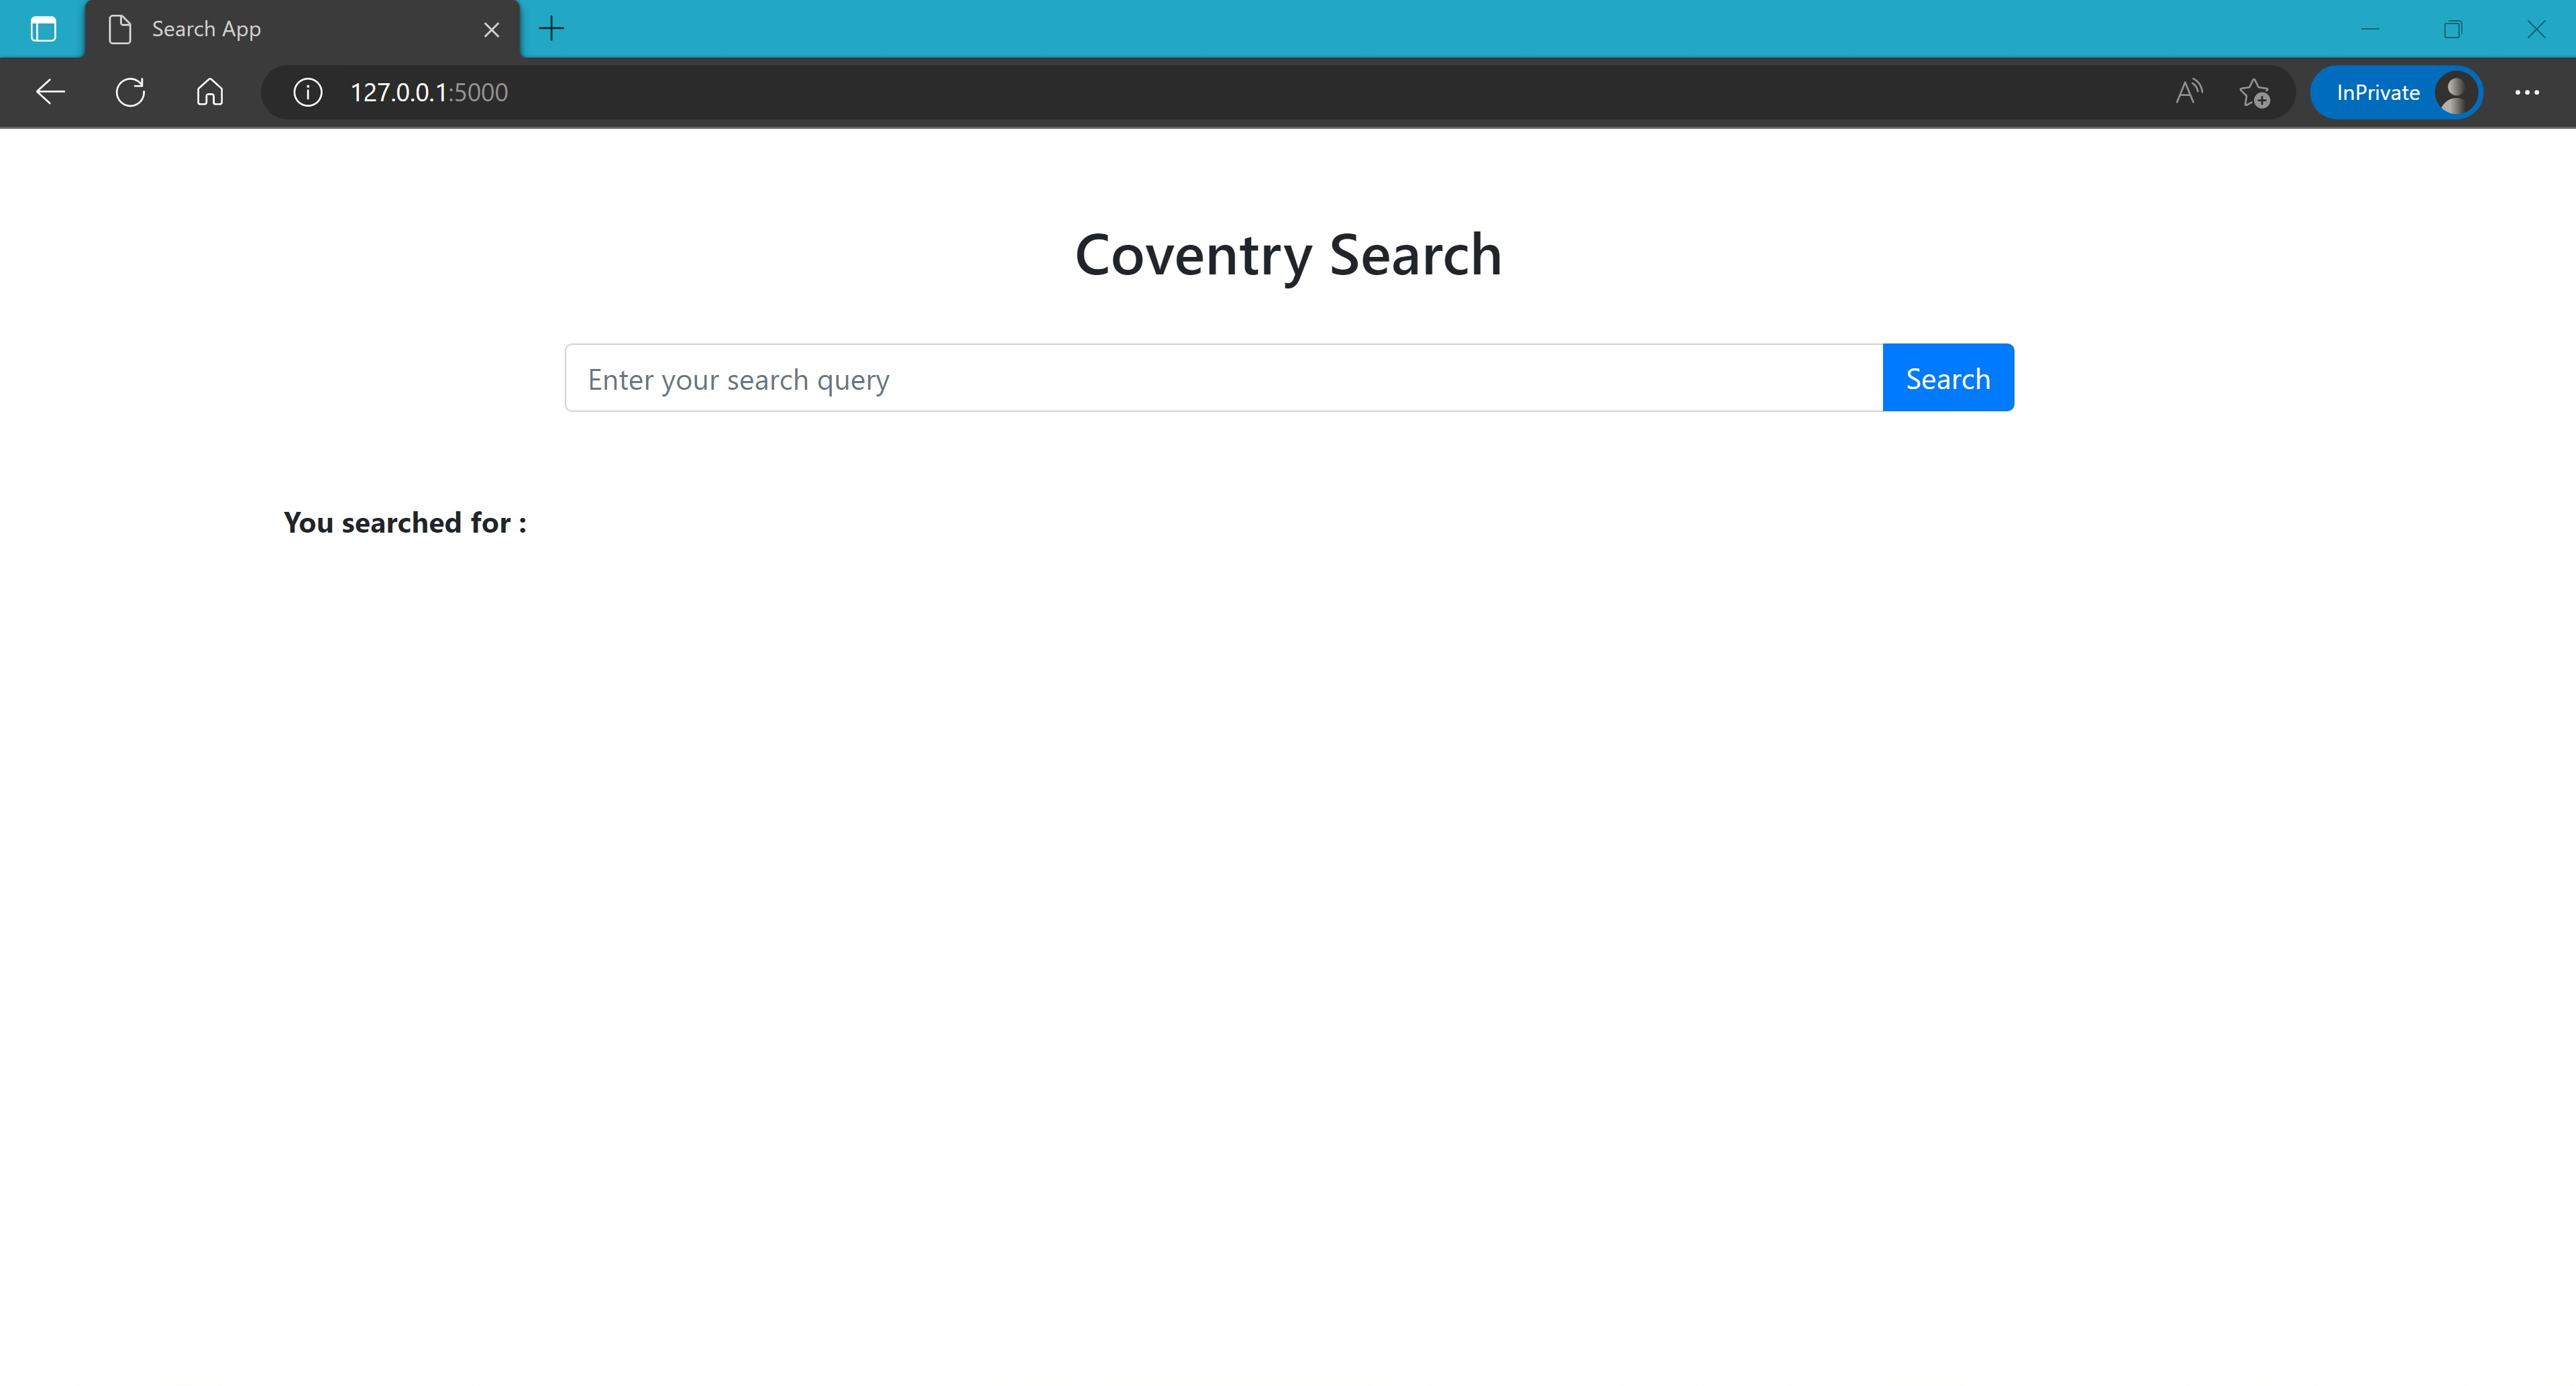 Search App
127.0.0.1:5000
InPrivate
Coventry Search
Enter your search query
Search
You searched for :